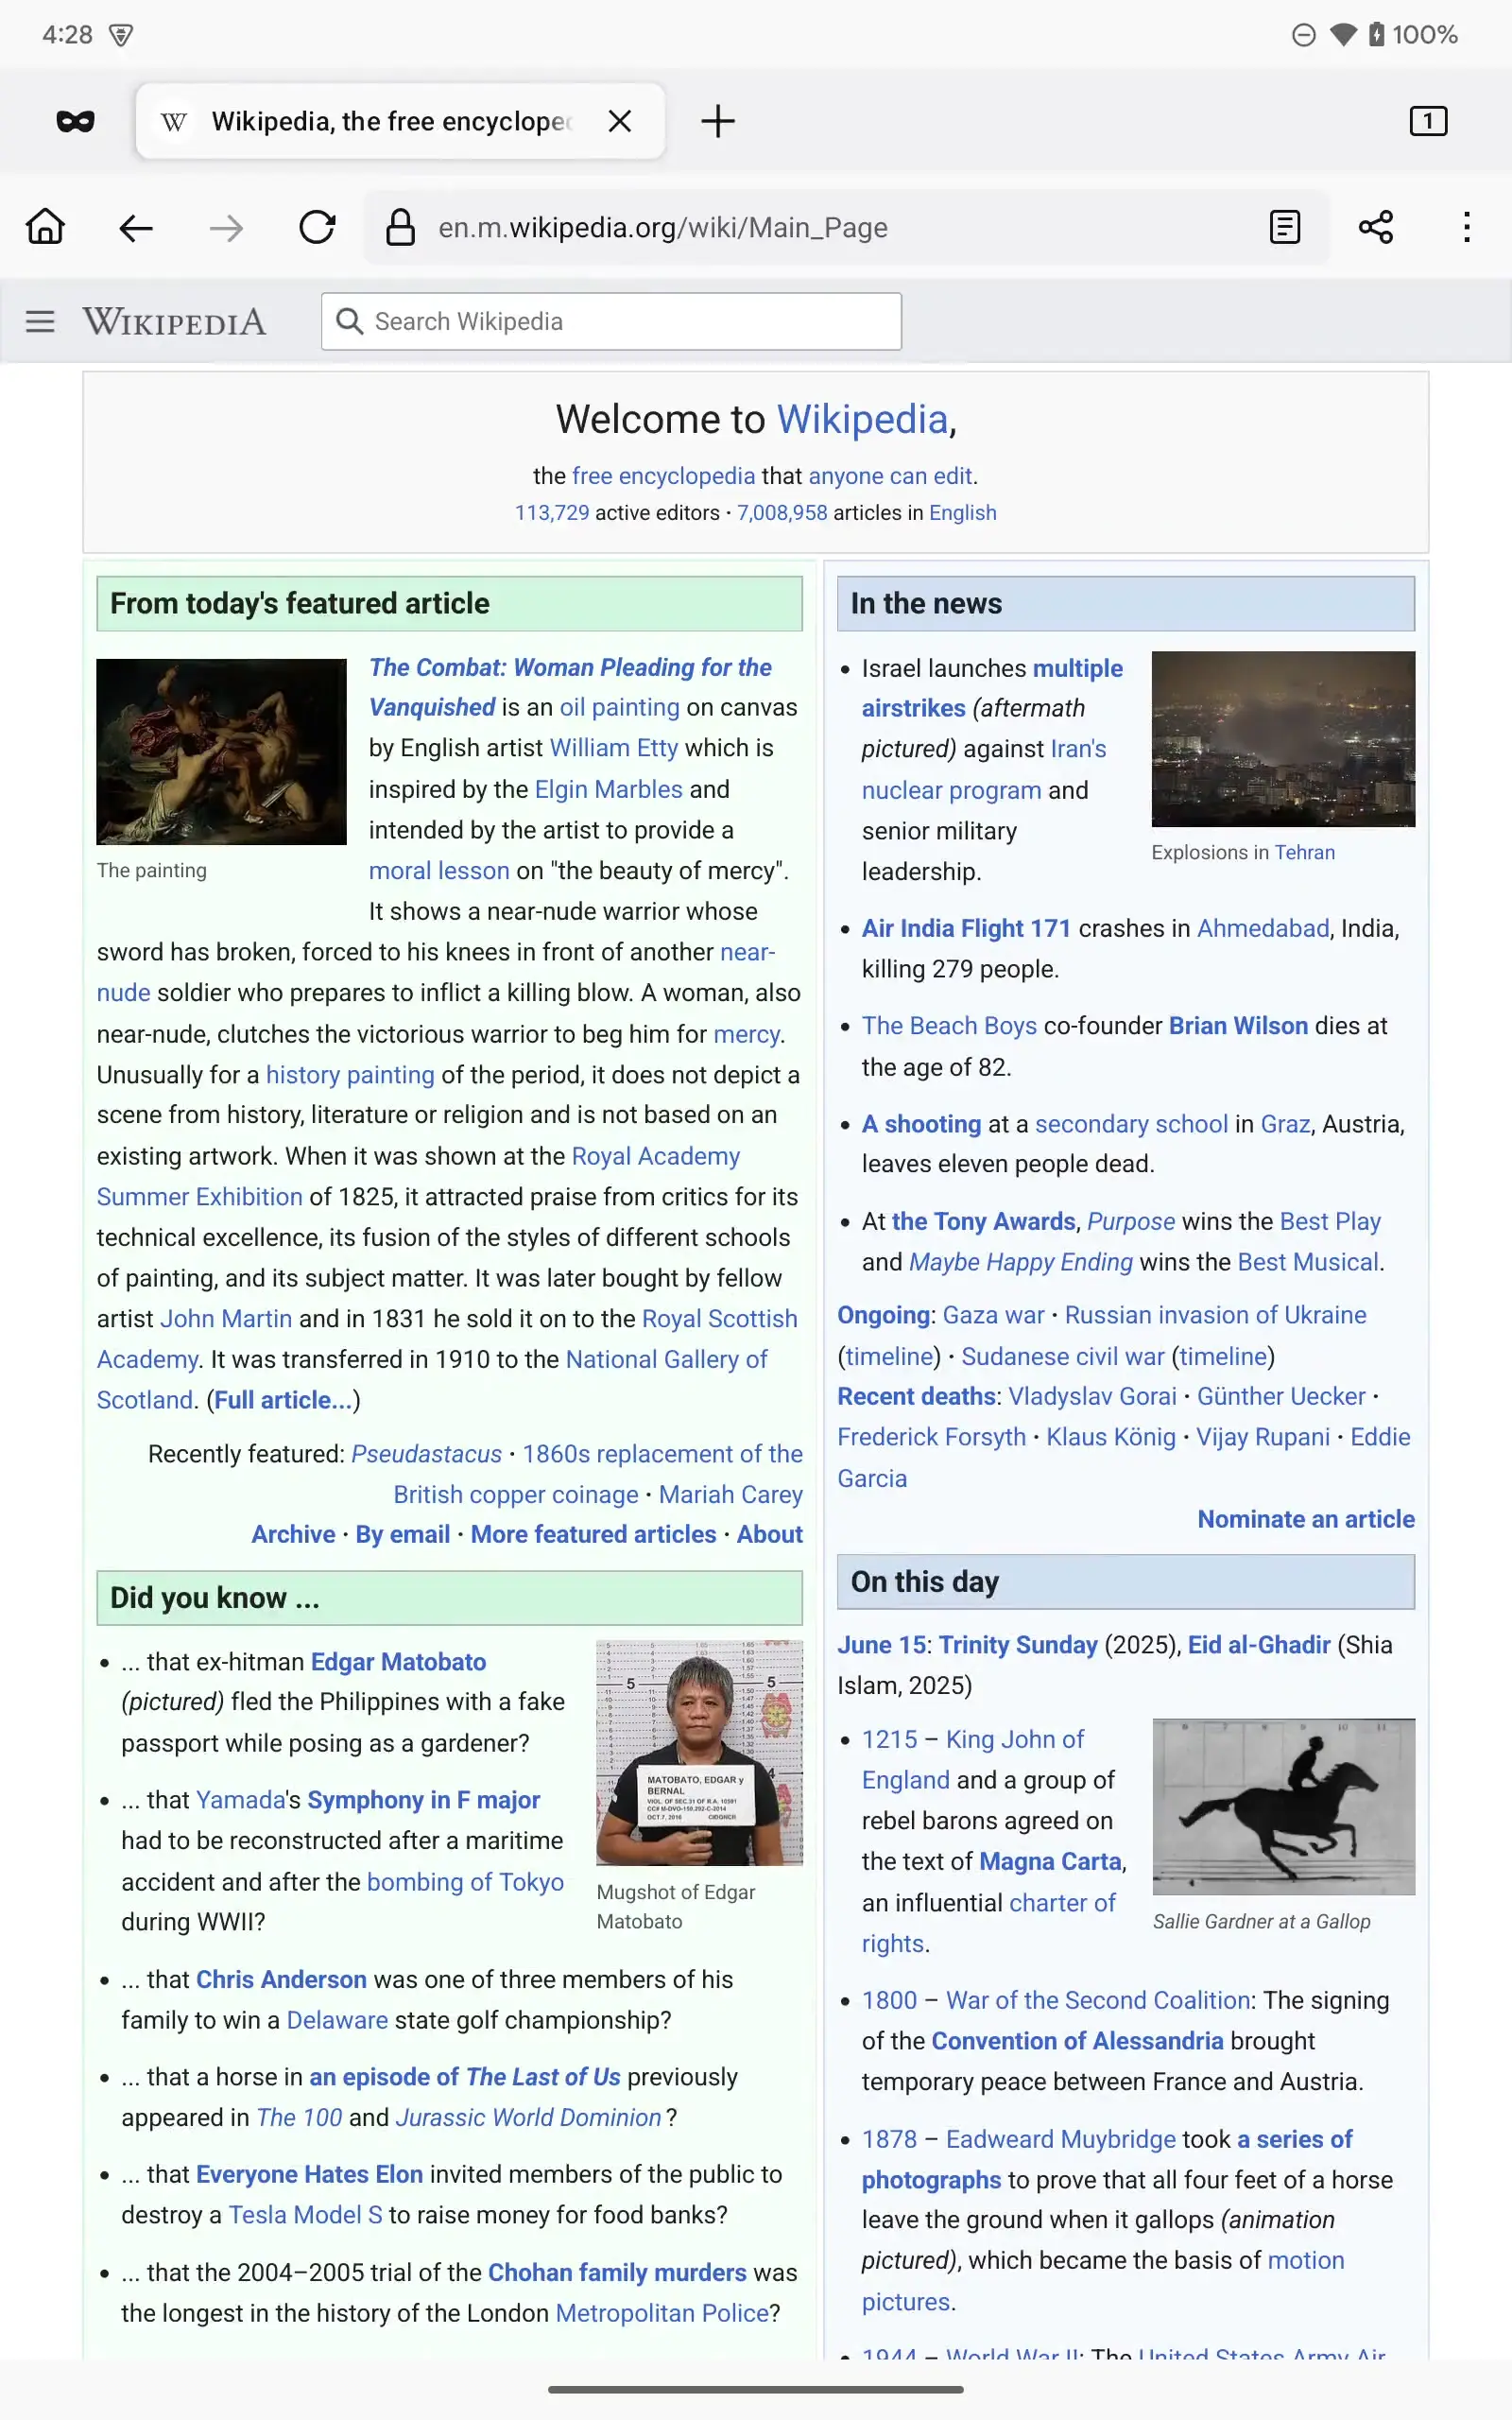 4:28
100%
Wikipedia, the free encyclope
1
en.m.wikipedia.org/wiki/Main_Page
WIKIPEDIA
Search Wikipedia
Welcome to Wikipedia,
the free encyclopedia that anyone can edit.
113,729 active editors · 7,008,958 articles in English
From today's featured article
The Combat: Woman Pleading for the
Vanquished is an oil painting on canvas
by English artist William Etty which is
inspired by the Elgin Marbles and
intended by the artist to provide a
moral lesson on "the beauty of mercy".
It shows a near-nude warrior whose
The painting
sword has broken, forced to his knees in front of another near-
nude soldier who prepares to inflict a killing blow. A woman, also
near-nude, clutches the victorious warrior to beg him for mercy.
Unusually for a history painting of the period, it does not depict a
scene from history, literature or religion and is not based on an
existing artwork. When it was shown at the Royal Academy
Summer Exhibition of 1825, it attracted praise from critics for its
technical excellence, its fusion of the styles of different schools
of painting, and its subject matter. It was later bought by fellow
artist John Martin and in 1831 he sold it on to the Royal Scottish
Academy. It was transferred in 1910 to the National Gallery of
Scotland. (Full article...)
Recently featured: Pseudastacus · 1860s replacement of the
British copper coinage · Mariah Carey
Archive · By email · More featured articles · About
Did you know ...
... that ex-hitman Edgar Matobato
(pictured) fled the Philippines with a fake
passport while posing as a gardener?
... that Yamada's Symphony in F major
had to be reconstructed after a maritime
accident and after the bombing of Tokyo
during WWII?
5
5
4
MATOBATO, EDGAR y
BERNAL
VIOL. OF SEC.31 OF R.A. 10591
OCT.7, 2016 CIDGNCR
Mugshot of Edgar
Matobato
... that Chris Anderson was one of three members of his
family to win a Delaware state golf championship?
... that a horse in an episode of The Last of Us previously
appeared in The 100 and Jurassic World Dominion?
... that Everyone Hates Elon invited members of the public to
destroy a Tesla Model S to raise money for food banks?
... that the 2004–2005 trial of the Chohan family murders was
the longest in the history of the London Metropolitan Police?
In the news
Israel launches multiple
airstrikes (aftermath
pictured) against Iran's
nuclear program and
senior military
leadership.
Explosions in Tehran
Air India Flight 171 crashes in Ahmedabad, India,
killing 279 people.
The Beach Boys co-founder Brian Wilson dies at
the age of 82.
A shooting at a secondary school in Graz, Austria,
leaves eleven people dead.
At the Tony Awards, Purpose wins the Best Play
and Maybe Happy Ending wins the Best Musical.
Ongoing: Gaza war · Russian invasion of Ukraine
(timeline) · Sudanese civil war (timeline)
Recent deaths: Vladyslav Gorai · Günther Uecker ·
Frederick Forsyth · Klaus König · Vijay Rupani · Eddie
Garcia
Nominate an article
On this day
June 15: Trinity Sunday (2025), Eid al-Ghadir (Shia
Islam, 2025)
1215 – King John of
England and a group of
rebel barons agreed on
the text of Magna Carta,
an influential charter of
rights.
Sallie Gardner at a Gallop
1800 – War of the Second Coalition: The signing
of the Convention of Alessandria brought
temporary peace between France and Austria.
1878 – Eadweard Muybridge took a series of
photographs to prove that all four feet of a horse
leave the ground when it gallops (animation
pictured), which became the basis of motion
pictures.
1944 – World War II: The United States Army Air